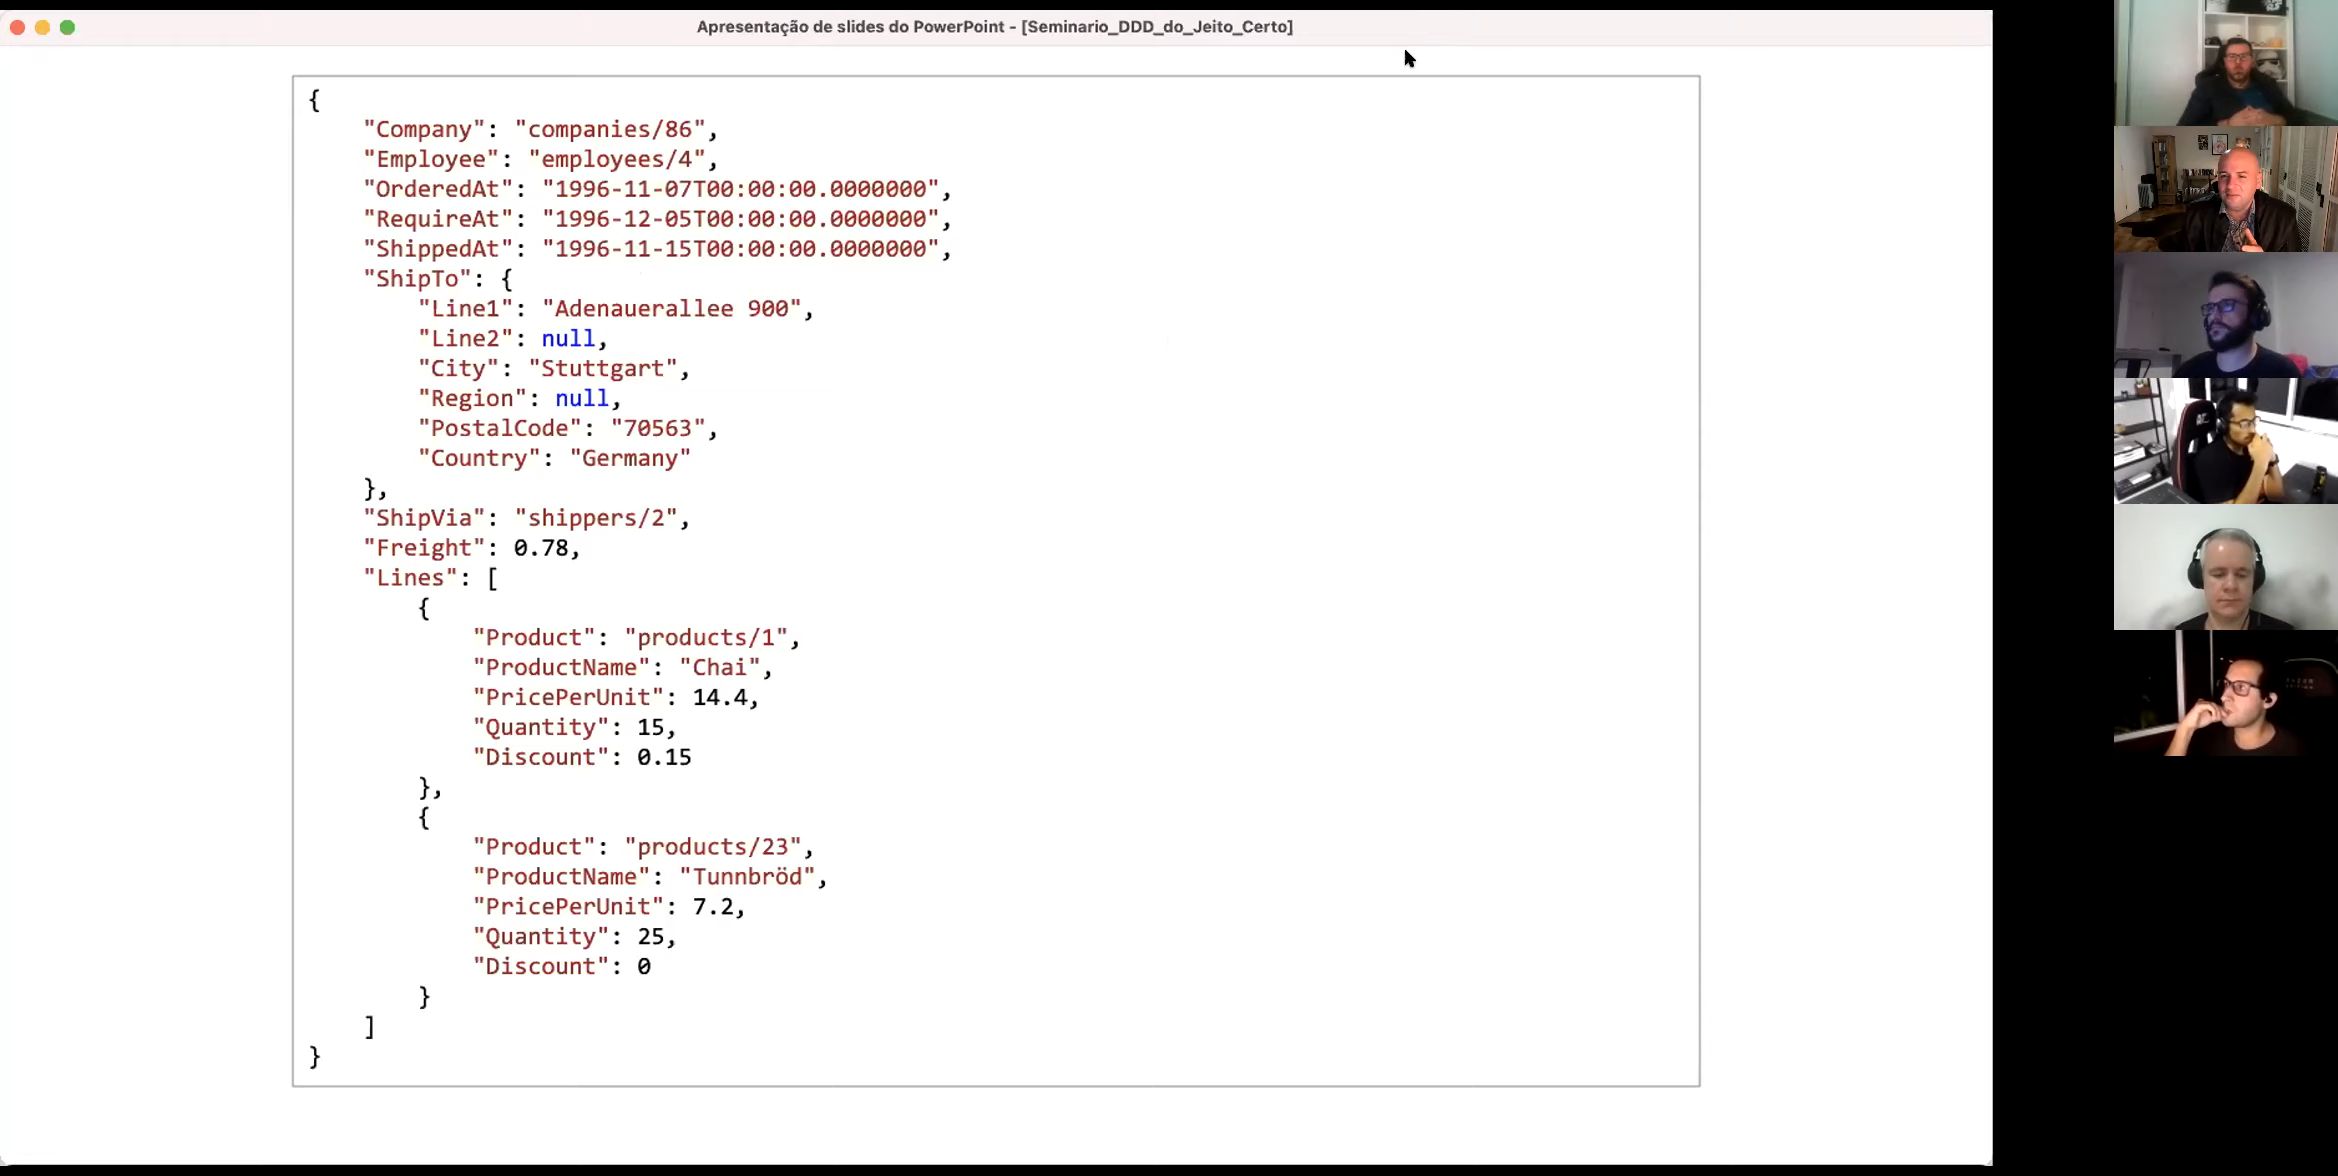 Apresentação de slides do PowerPoint - [Seminario_DDD_do_Jeito_Certo]
{
    "Company": "companies/86",
    "Employee": "employees/4",
    "OrderedAt": "1996-11-07T00:00:00.0000000",
    "RequireAt": "1996-12-05T00:00:00.0000000",
    "ShippedAt": "1996-11-15T00:00:00.0000000",
    "ShipTo": {
        "Line1": "Adenauerallee 900",
        "Line2": null,
        "City": "Stuttgart",
        "Region": null,
        "PostalCode": "70563",
        "Country": "Germany"
    },
    "ShipVia": "shippers/2",
    "Freight": 0.78,
    "Lines": [
        {
            "Product": "products/1",
            "ProductName": "Chai",
            "PricePerUnit": 14.4,
            "Quantity": 15,
            "Discount": 0.15
        },
        {
            "Product": "products/23",
            "ProductName": "Tunnbröd",
            "PricePerUnit": 7.2,
            "Quantity": 25,
            "Discount": 0
        }
    ]
}